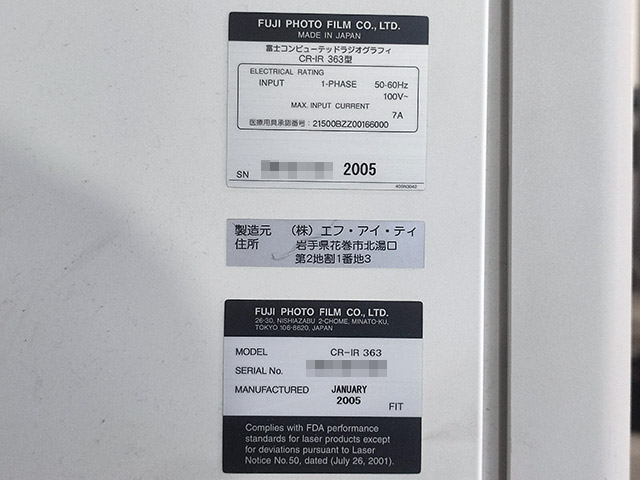 FUJI PHOTO FILM CO., LTD.
MADE IN JAPAN
富士コンピューテッドラジオグラフィ
CR-IR 363型
ELECTRICAL RATING
INPUT 1-PHASE 50-60Hz
100V~
MAX. INPUT CURRENT
7A
医療用具承認番号：21500BZZ00166000
SN 2005
405N3042
製造元 （株）エフ・アイ・ティ
住所 岩手県花巻市北湯口
第2地割1番地3
FUJI PHOTO FILM CO., LTD.
26-30, NISHIAZABU 2-CHOME, MINATO-KU,
TOKYO 106-8620, JAPAN
MODEL CR-IR 363
SERIAL No.
MANUFACTURED JANUARY
2005
FIT
Complies with FDA performance
standards for laser products except
for deviations pursuant to Laser
Notice No.50, dated (July 26, 2001).